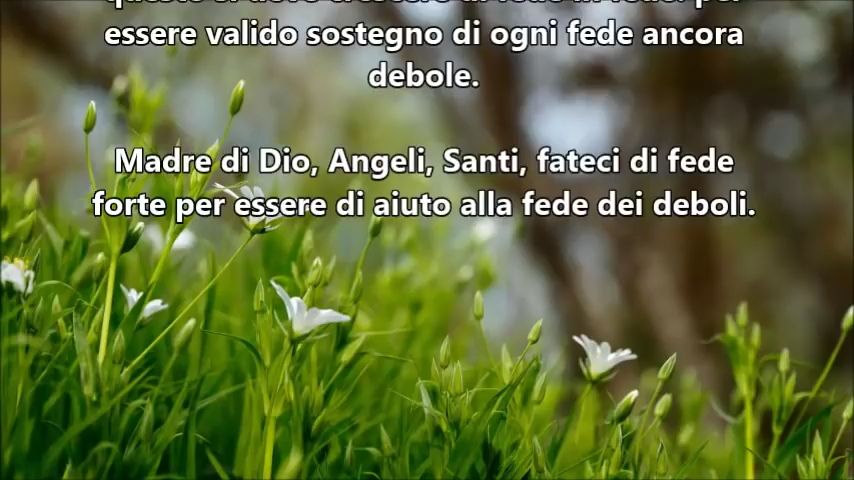 essere valido sostegno di ogni fede ancora
debole.
Madre di Dio, Angeli, Santi, fateci di fede
forte per essere di aiuto alla fede dei deboli.